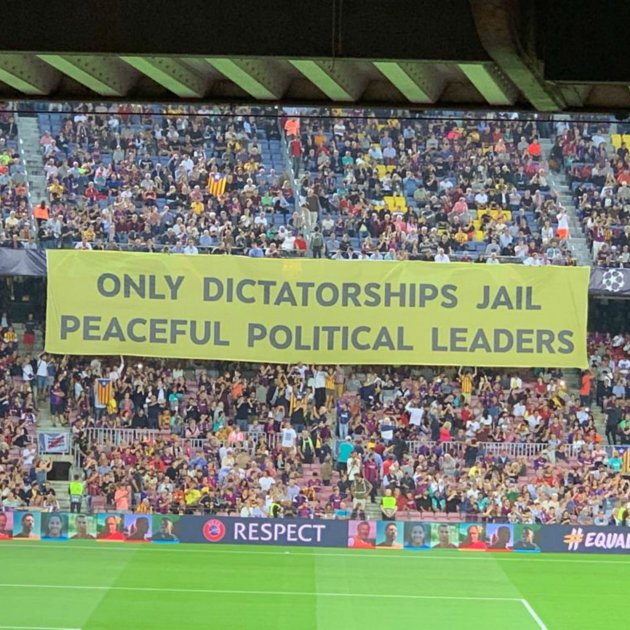 ONLY DICTATORSHIPS JAIL
PEACEFUL POLITICAL LEADERS
RESPECT
#EQUAL